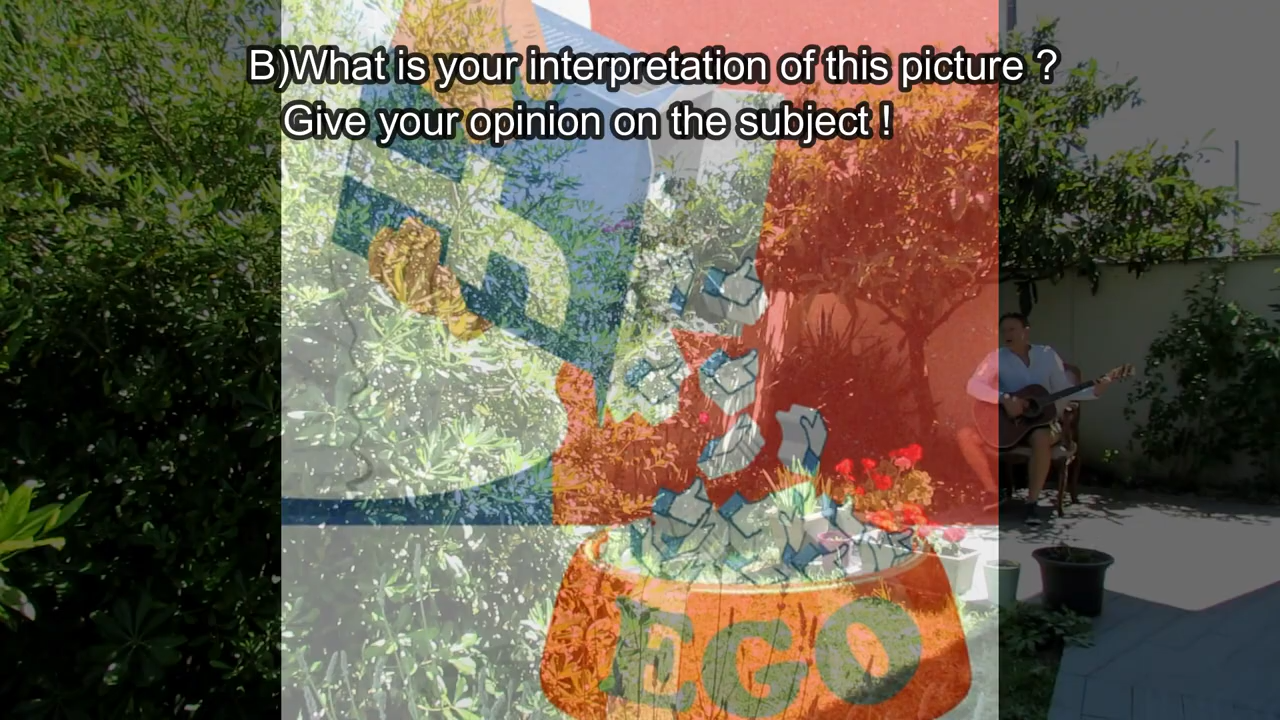 B)What is your interpretation of this picture ?
Give your opinion on the subject !
f
EGO